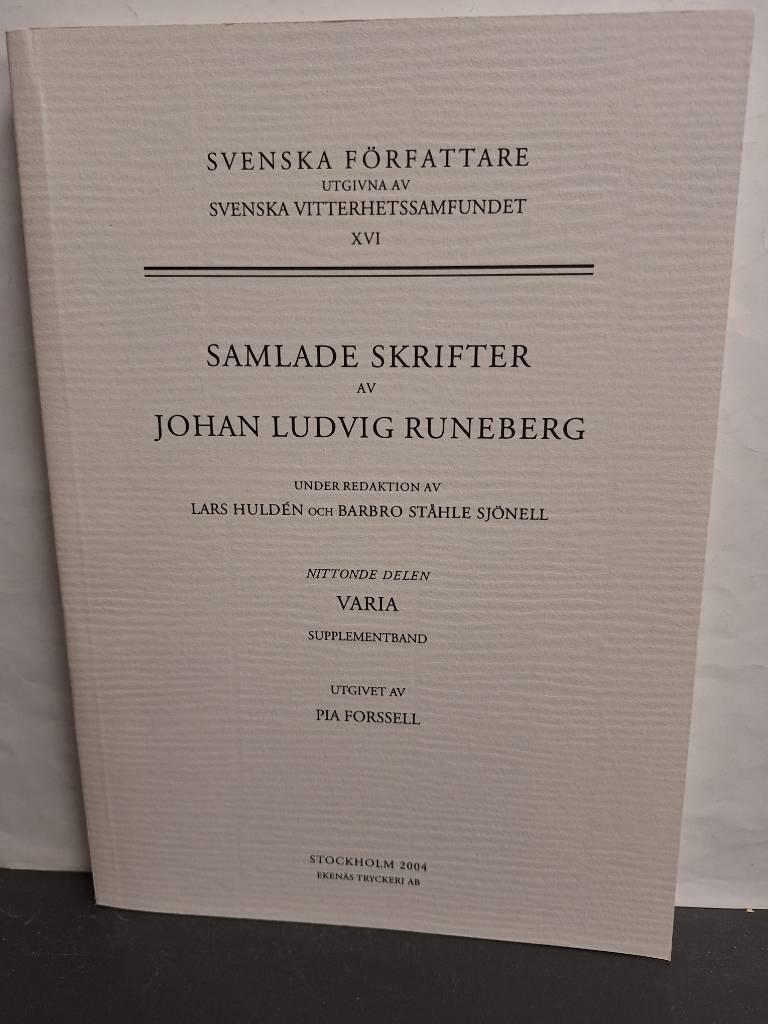 SVENSKA FÖRFATTARE
UTGIVNA AV
SVENSKA VITTERHETSSAMFUNDET
XVI
SAMLADE SKRIFTER
AV
JOHAN LUDVIG RUNEBERG
UNDER REDAKTION AV
LARS HULDÉN OCH BARBRO STÅHLE SJÖNELL
NITTONDE DELEN
VARIA
SUPPLEMENTBAND
UTGIVET AV
PIA FORSSELL
STOCKHOLM 2004
EKENÄS TRYCKERI AB